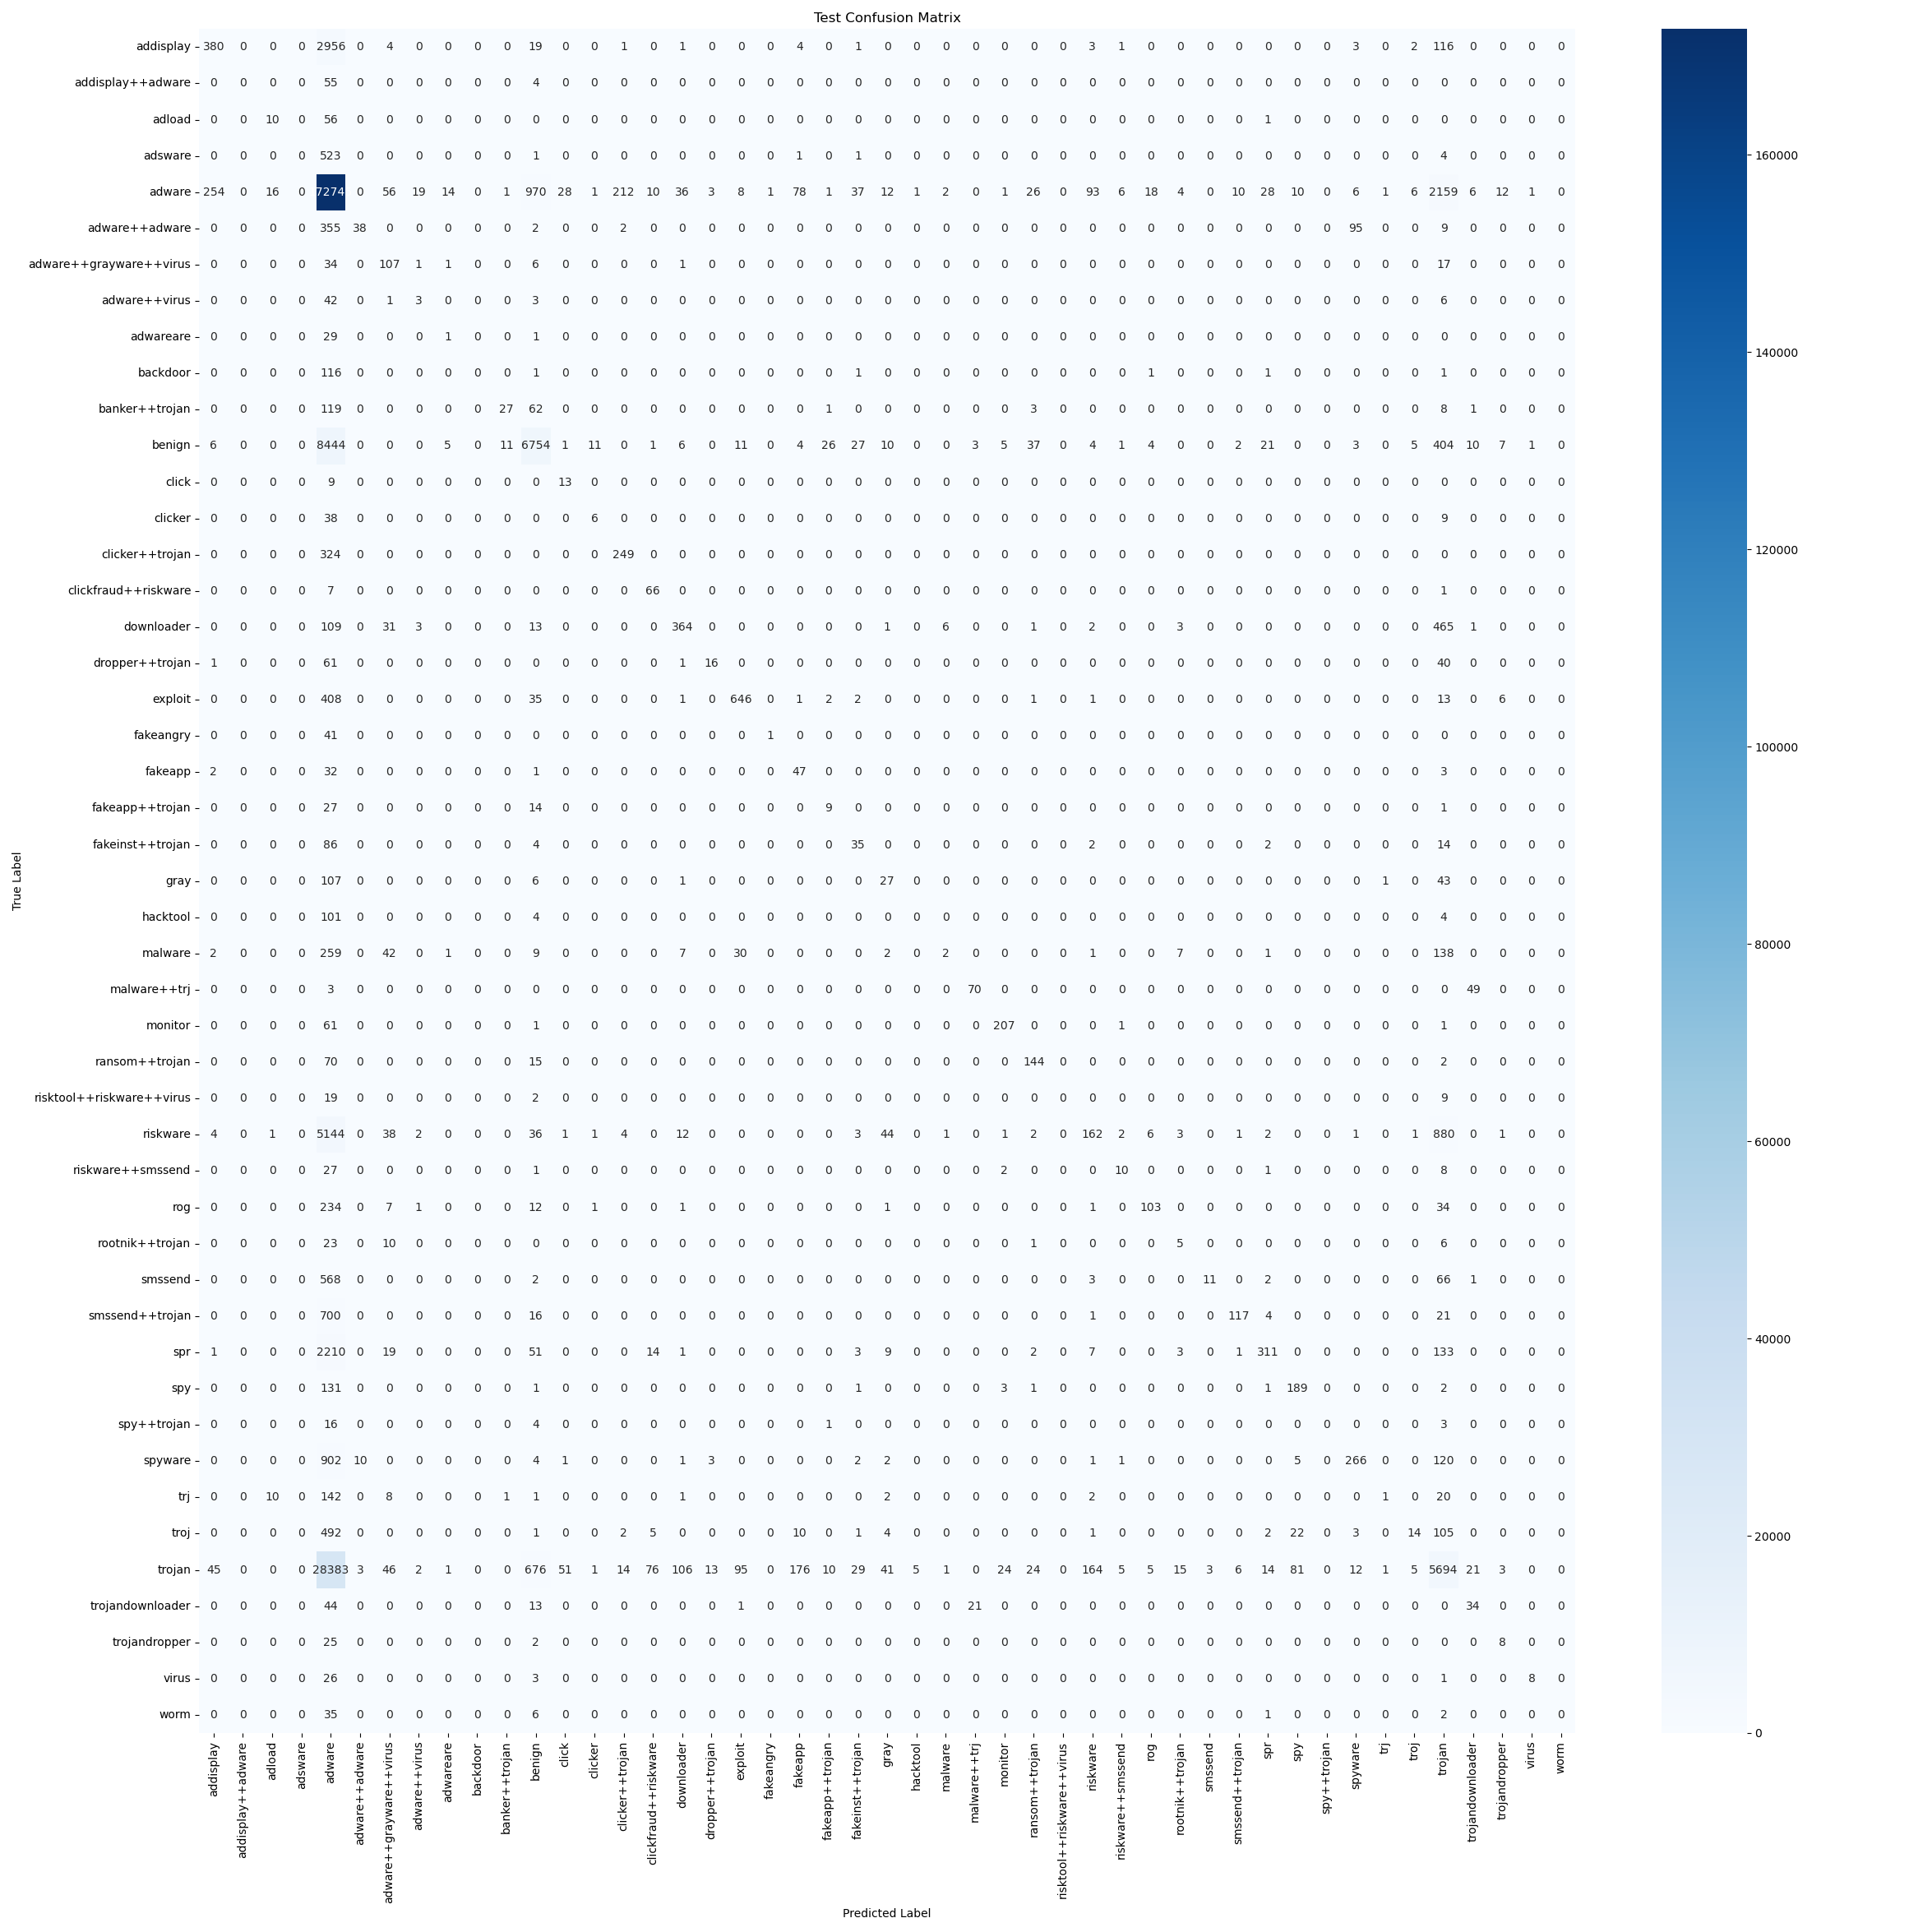 Test Confusion Matrix
addisplay 380 0 0 0 2956 0 4 0 0 0 0 19 0 0 1 0 1 0 0 0 4 0 1 0 0 0 0 0 0 0 3 1 0 0 0 0 0 0 0 3 0 2 116 0 0 0 0
addisplay++adware 0 0 0 0 55 0 0 0 0 0 0 4 0 0 0 0 0 0 0 0 0 0 0 0 0 0 0 0 0 0 0 0 0 0 0 0 0 0 0 0 0 0 0 0 0 0 0
adload 0 0 10 0 56 0 0 0 0 0 0 0 0 0 0 0 0 0 0 0 0 0 0 0 0 0 0 0 0 0 0 0 0 0 0 0 1 0 0 0 0 0 0 0 0 0 0
adsware 0 0 0 0 523 0 0 0 0 0 0 1 0 0 0 0 0 0 0 0 1 0 1 0 0 0 0 0 0 0 0 0 0 0 0 0 0 0 0 0 0 0 4 0 0 0 0
adware 254 0 16 0 7274 0 56 19 14 0 1 970 28 1 212 10 36 3 8 1 78 1 37 12 1 2 0 1 26 0 93 6 18 4 0 10 28 10 0 6 1 6 2159 6 12 1 0
adware++adware 0 0 0 0 355 38 0 0 0 0 0 2 0 0 2 0 0 0 0 0 0 0 0 0 0 0 0 0 0 0 0 0 0 0 0 0 0 0 0 95 0 0 9 0 0 0 0
adware++grayware++virus 0 0 0 0 34 0 107 1 1 0 0 6 0 0 0 0 1 0 0 0 0 0 0 0 0 0 0 0 0 0 0 0 0 0 0 0 0 0 0 0 0 0 17 0 0 0 0
adware++virus 0 0 0 0 42 0 1 3 0 0 0 3 0 0 0 0 0 0 0 0 0 0 0 0 0 0 0 0 0 0 0 0 0 0 0 0 0 0 0 0 0 0 6 0 0 0 0
adwareare 0 0 0 0 29 0 0 0 1 0 0 1 0 0 0 0 0 0 0 0 0 0 0 0 0 0 0 0 0 0 0 0 0 0 0 0 0 0 0 0 0 0 0 0 0 0 0
backdoor 0 0 0 0 116 0 0 0 0 0 0 1 0 0 0 0 0 0 0 0 0 0 1 0 0 0 0 0 0 0 0 0 1 0 0 0 1 0 0 0 0 0 1 0 0 0 0
banker++trojan 0 0 0 0 119 0 0 0 0 0 27 62 0 0 0 0 0 0 0 0 0 1 0 0 0 0 0 0 3 0 0 0 0 0 0 0 0 0 0 0 0 0 8 1 0 0 0
benign 6 0 0 0 8444 0 0 0 5 0 11 6754 1 11 0 1 6 0 11 0 4 26 27 10 0 0 3 5 37 0 4 1 4 0 0 2 21 0 0 3 0 5 404 10 7 1 0
click 0 0 0 0 9 0 0 0 0 0 0 0 13 0 0 0 0 0 0 0 0 0 0 0 0 0 0 0 0 0 0 0 0 0 0 0 0 0 0 0 0 0 0 0 0 0 0
clicker 0 0 0 0 38 0 0 0 0 0 0 0 0 6 0 0 0 0 0 0 0 0 0 0 0 0 0 0 0 0 0 0 0 0 0 0 0 0 0 0 0 0 9 0 0 0 0
clicker++trojan 0 0 0 0 324 0 0 0 0 0 0 0 0 0 249 0 0 0 0 0 0 0 0 0 0 0 0 0 0 0 0 0 0 0 0 0 0 0 0 0 0 0 0 0 0 0 0
clickfraud++riskware 0 0 0 0 7 0 0 0 0 0 0 0 0 0 0 66 0 0 0 0 0 0 0 0 0 0 0 0 0 0 0 0 0 0 0 0 0 0 0 0 0 0 1 0 0 0 0
downloader 0 0 0 0 109 0 31 3 0 0 0 13 0 0 0 0 364 0 0 0 0 0 0 1 0 6 0 0 1 0 2 0 0 3 0 0 0 0 0 0 0 0 465 1 0 0 0
dropper++trojan 1 0 0 0 61 0 0 0 0 0 0 0 0 0 0 0 1 16 0 0 0 0 0 0 0 0 0 0 0 0 0 0 0 0 0 0 0 0 0 0 0 0 40 0 0 0 0
exploit 0 0 0 0 408 0 0 0 0 0 0 35 0 0 0 0 1 0 646 0 1 2 2 0 0 0 0 0 1 0 1 0 0 0 0 0 0 0 0 0 0 0 13 0 6 0 0
fakeangry 0 0 0 0 41 0 0 0 0 0 0 0 0 0 0 0 0 0 0 1 0 0 0 0 0 0 0 0 0 0 0 0 0 0 0 0 0 0 0 0 0 0 0 0 0 0 0
fakeapp 2 0 0 0 32 0 0 0 0 0 0 1 0 0 0 0 0 0 0 0 47 0 0 0 0 0 0 0 0 0 0 0 0 0 0 0 0 0 0 0 0 0 3 0 0 0 0
fakeapp++trojan 0 0 0 0 27 0 0 0 0 0 0 14 0 0 0 0 0 0 0 0 0 9 0 0 0 0 0 0 0 0 0 0 0 0 0 0 0 0 0 0 0 0 1 0 0 0 0
fakeinst++trojan 0 0 0 0 86 0 0 0 0 0 0 4 0 0 0 0 0 0 0 0 0 0 35 0 0 0 0 0 0 0 2 0 0 0 0 0 2 0 0 0 0 0 14 0 0 0 0
gray 0 0 0 0 107 0 0 0 0 0 0 6 0 0 0 0 1 0 0 0 0 0 0 27 0 0 0 0 0 0 0 0 0 0 0 0 0 0 0 0 1 0 43 0 0 0 0
hacktool 0 0 0 0 101 0 0 0 0 0 0 4 0 0 0 0 0 0 0 0 0 0 0 0 0 0 0 0 0 0 0 0 0 0 0 0 0 0 0 0 0 0 4 0 0 0 0
malware 2 0 0 0 259 0 42 0 1 0 0 9 0 0 0 0 7 0 30 0 0 0 0 2 0 2 0 0 0 0 1 0 0 7 0 0 1 0 0 0 0 0 138 0 0 0 0
malware++trj 0 0 0 0 3 0 0 0 0 0 0 0 0 0 0 0 0 0 0 0 0 0 0 0 0 0 70 0 0 0 0 0 0 0 0 0 0 0 0 0 0 0 0 49 0 0 0
monitor 0 0 0 0 61 0 0 0 0 0 0 1 0 0 0 0 0 0 0 0 0 0 0 0 0 0 0 207 0 0 0 1 0 0 0 0 0 0 0 0 0 0 1 0 0 0 0
ransom++trojan 0 0 0 0 70 0 0 0 0 0 0 15 0 0 0 0 0 0 0 0 0 0 0 0 0 0 0 0 144 0 0 0 0 0 0 0 0 0 0 0 0 0 2 0 0 0 0
risktool++riskware++virus 0 0 0 0 19 0 0 0 0 0 0 2 0 0 0 0 0 0 0 0 0 0 0 0 0 0 0 0 0 0 0 0 0 0 0 0 0 0 0 0 0 0 9 0 0 0 0
riskware 4 0 1 0 5144 0 38 2 0 0 0 36 1 1 4 0 12 0 0 0 0 0 3 44 0 1 0 1 2 0 162 2 6 3 0 1 2 0 0 1 0 1 880 0 1 0 0
riskware++smssend 0 0 0 0 27 0 0 0 0 0 0 1 0 0 0 0 0 0 0 0 0 0 0 0 0 0 0 2 0 0 0 10 0 0 0 0 1 0 0 0 0 0 8 0 0 0 0
rog 0 0 0 0 234 0 7 1 0 0 0 12 0 1 0 0 1 0 0 0 0 0 0 1 0 0 0 0 0 0 1 0 103 0 0 0 0 0 0 0 0 0 34 0 0 0 0
rootnik++trojan 0 0 0 0 23 0 10 0 0 0 0 0 0 0 0 0 0 0 0 0 0 0 0 0 0 0 0 0 1 0 0 0 0 5 0 0 0 0 0 0 0 0 6 0 0 0 0
smssend 0 0 0 0 568 0 0 0 0 0 0 2 0 0 0 0 0 0 0 0 0 0 0 0 0 0 0 0 0 0 3 0 0 0 11 0 2 0 0 0 0 0 66 1 0 0 0
smssend++trojan 0 0 0 0 700 0 0 0 0 0 0 16 0 0 0 0 0 0 0 0 0 0 0 0 0 0 0 0 0 0 1 0 0 0 0 117 4 0 0 0 0 0 21 0 0 0 0
spr 1 0 0 0 2210 0 19 0 0 0 0 51 0 0 0 14 1 0 0 0 0 0 3 9 0 0 0 0 2 0 7 0 0 3 0 1 311 0 0 0 0 0 133 0 0 0 0
spy 0 0 0 0 131 0 0 0 0 0 0 1 0 0 0 0 0 0 0 0 0 0 1 0 0 0 0 3 1 0 0 0 0 0 0 0 1 189 0 0 0 0 2 0 0 0 0
spy++trojan 0 0 0 0 16 0 0 0 0 0 0 4 0 0 0 0 0 0 0 0 0 1 0 0 0 0 0 0 0 0 0 0 0 0 0 0 0 0 0 0 0 0 3 0 0 0 0
spyware 0 0 0 0 902 10 0 0 0 0 0 4 1 0 0 0 1 3 0 0 0 0 2 2 0 0 0 0 0 0 1 1 0 0 0 0 0 5 0 266 0 0 120 0 0 0 0
trj 0 0 10 0 142 0 8 0 0 0 1 1 0 0 0 0 1 0 0 0 0 0 0 2 0 0 0 0 0 0 2 0 0 0 0 0 0 0 0 0 1 0 20 0 0 0 0
troj 0 0 0 0 492 0 0 0 0 0 0 1 0 0 2 5 0 0 0 0 10 0 1 4 0 0 0 0 0 0 1 0 0 0 0 0 2 22 0 3 0 14 105 0 0 0 0
trojan 45 0 0 0 28383 3 46 2 1 0 0 676 51 1 14 76 106 13 95 0 176 10 29 41 5 1 0 24 24 0 164 5 5 15 3 6 14 81 0 12 1 5 5694 21 3 0 0
trojandownloader 0 0 0 0 44 0 0 0 0 0 0 13 0 0 0 0 0 0 1 0 0 0 0 0 0 0 21 0 0 0 0 0 0 0 0 0 0 0 0 0 0 0 0 34 0 0 0
trojandropper 0 0 0 0 25 0 0 0 0 0 0 2 0 0 0 0 0 0 0 0 0 0 0 0 0 0 0 0 0 0 0 0 0 0 0 0 0 0 0 0 0 0 0 0 8 0 0
virus 0 0 0 0 26 0 0 0 0 0 0 3 0 0 0 0 0 0 0 0 0 0 0 0 0 0 0 0 0 0 0 0 0 0 0 0 0 0 0 0 0 0 1 0 0 8 0
worm 0 0 0 0 35 0 0 0 0 0 0 6 0 0 0 0 0 0 0 0 0 0 0 0 0 0 0 0 0 0 0 0 0 0 0 0 1 0 0 0 0 0 2 0 0 0 0
True Label
addisplay
addisplay++adware
adload
adsware
adware
adware++adware
adware++grayware++virus
adware++virus
adwareare
backdoor
banker++trojan
benign
click
clicker
clicker++trojan
clickfraud++riskware
downloader
dropper++trojan
exploit
fakeangry
fakeapp
fakeapp++trojan
fakeinst++trojan
gray
hacktool
malware
malware++trj
monitor
ransom++trojan
risktool++riskware++virus
riskware
riskware++smssend
rog
rootnik++trojan
smssend
smssend++trojan
spr
spy
spy++trojan
spyware
trj
troj
trojan
trojandownloader
trojandropper
virus
worm
Predicted Label
160000
140000
120000
100000
80000
60000
40000
20000
0